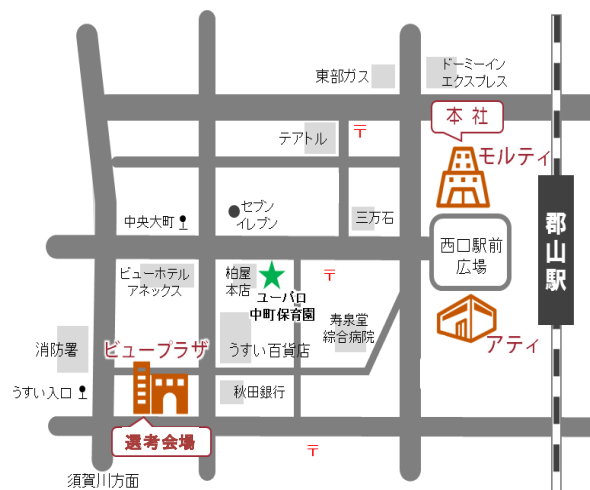 東部ガス
ドーミーイン
エクスプレス
本 社
〒
テアトル
モルティ
セブン
イレブン
中央大町
三万石
郡山駅
西口駅前
広場
ビューホテル
アネックス
柏屋
本店
〒
ユーパロ
中町保育園
寿泉堂
綜合病院
アティ
消防署
ビュープラザ
うすい百貨店
うすい入口
秋田銀行
選考会場
〒
須賀川方面